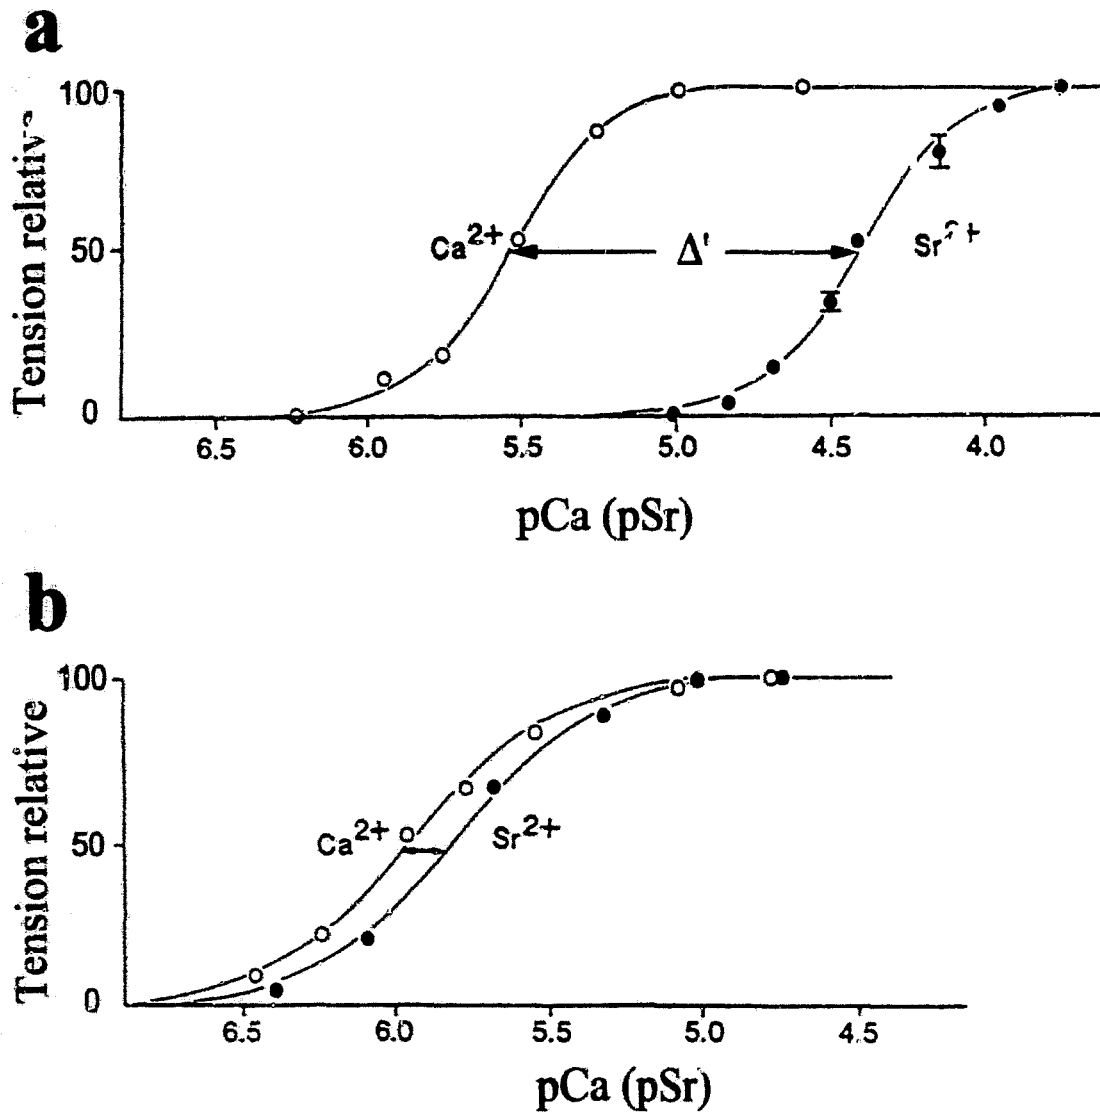 a
100
50
0
Tension relativ
Ca2+
Δ'
Sr2+
6.5 6.0 5.5 5.0 4.5 4.0
pCa (pSr)
b
100
50
0
Tension relative
Ca2+
Sr2+
6.5 6.0 5.5 5.0 4.5
pCa (pSr)